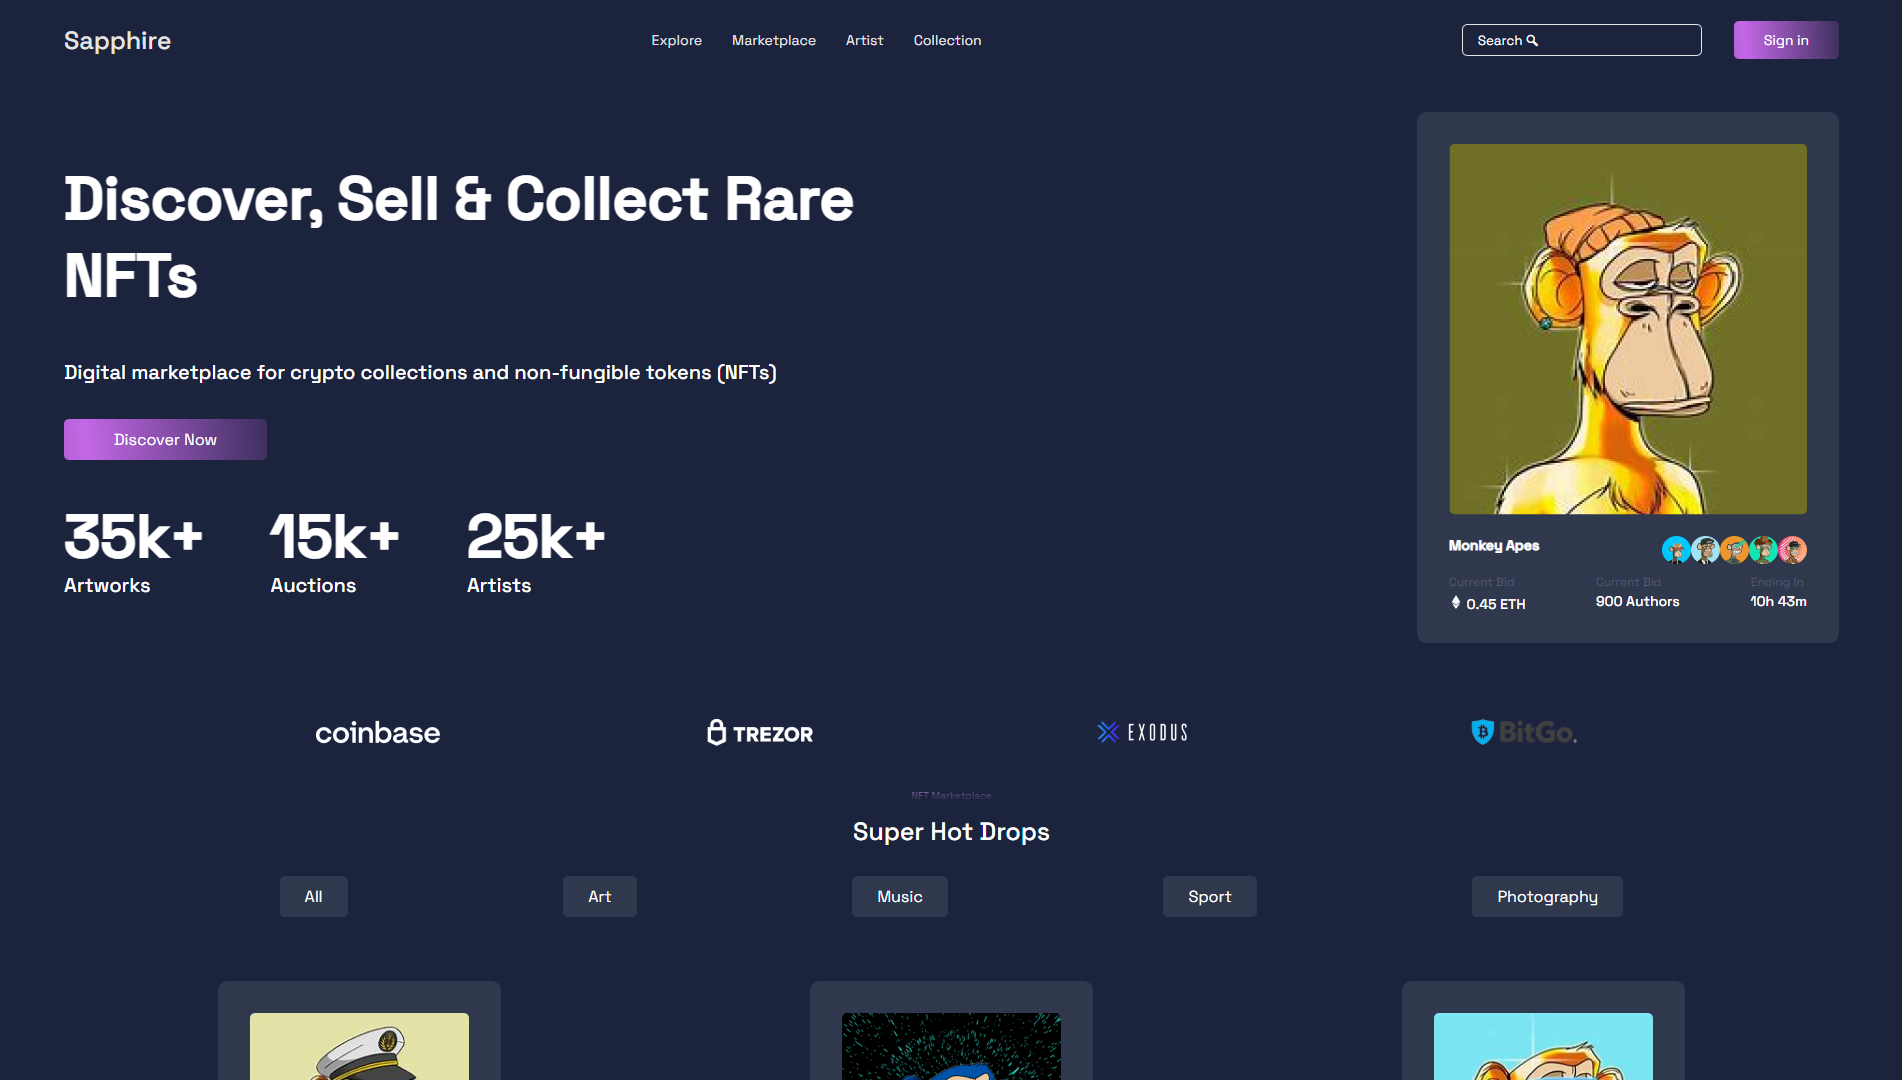 Sapphire
Explore
Marketplace
Artist
Collection
Search
Sign in
Discover, Sell & Collect Rare
NFTs
Digital marketplace for crypto collections and non-fungible tokens (NFTs)
Discover Now
35k+
Artworks
15k+
Auctions
25k+
Artists
Monkey Apes
Current Bid
0.45 ETH
Current Bid
900 Authors
Ending In
10h 43m
coinbase
TREZOR
EXODUS
BitGo.
NFT Marketplace
Super Hot Drops
All
Art
Music
Sport
Photography